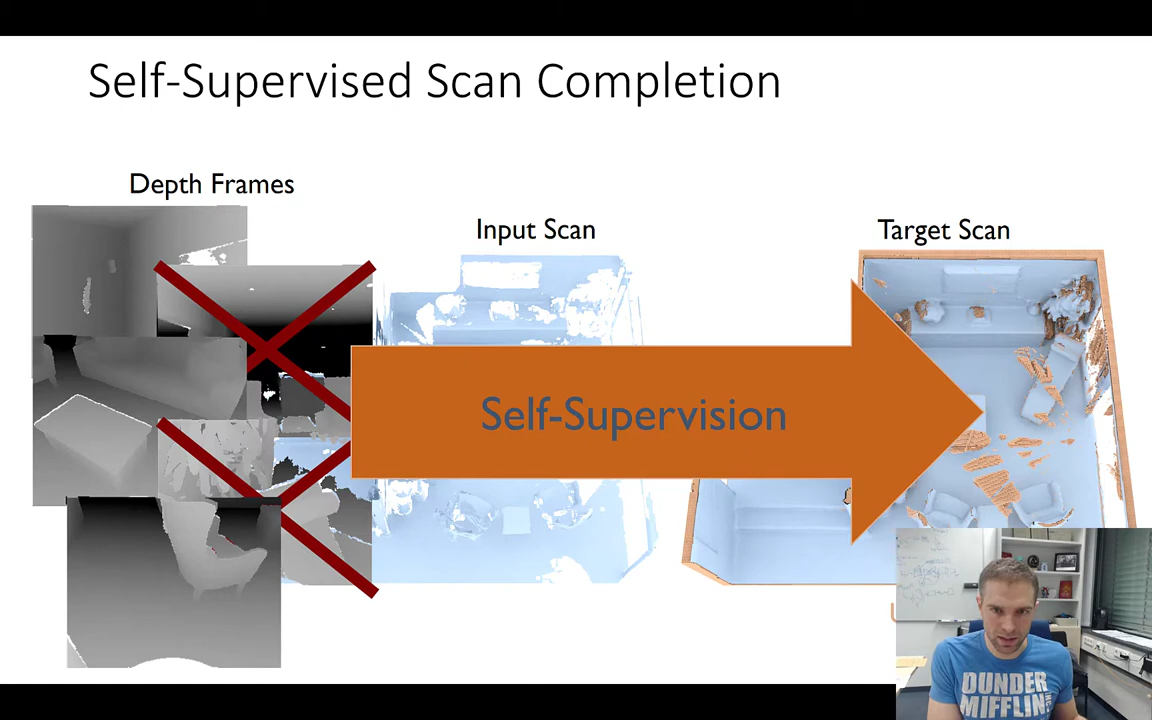 Self-Supervised Scan Completion
Depth Frames
Input Scan
Target Scan
Self-Supervision
DUNDER
MIFFLIN